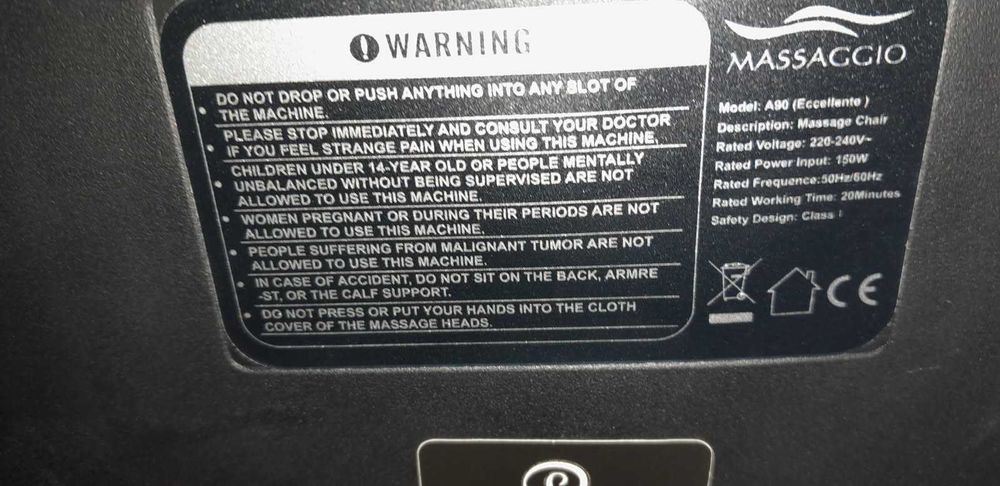 WARNING
DO NOT DROP OR PUSH ANYTHING INTO ANY SLOT OF
THE MACHINE.
PLEASE STOP IMMEDIATELY AND CONSULT YOUR DOCTOR
IF YOU FEEL STRANGE PAIN WHEN USING THIS MACHINE.
CHILDREN UNDER 14-YEAR OLD OR PEOPLE MENTALLY
UNBALANCED WITHOUT BEING SUPERVISED ARE NOT
ALLOWED TO USE THIS MACHINE.
WOMEN PREGNANT OR DURING THEIR PERIODS ARE NOT
ALLOWED TO USE THIS MACHINE.
PEOPLE SUFFERING FROM MALIGNANT TUMOR ARE NOT
ALLOWED TO USE THIS MACHINE.
IN CASE OF ACCIDENT, DO NOT SIT ON THE BACK, ARMRE
-ST, OR THE CALF SUPPORT.
DO NOT PRESS OR PUT YOUR HANDS INTO THE CLOTH
COVER OF THE MASSAGE HEADS.
MASSAGGIO
Model: A90 (Eccellente)
Description: Massage Chair
Rated Voltage: 220-240V~
Rated Power Input: 150W
Rated Frequence:50Hz/60Hz
Rated Working Time: 20Minutes
Safety Design: Class I
CE